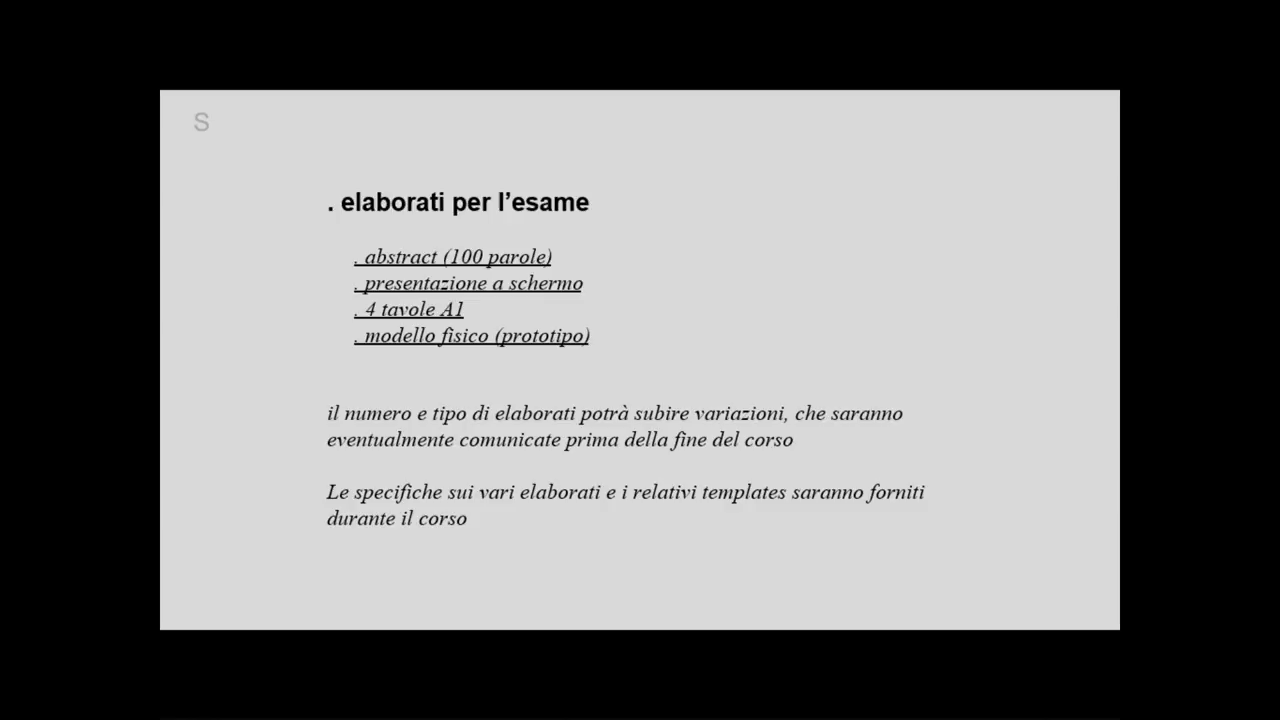 S
. elaborati per l’esame
. abstract (100 parole)
. presentazione a schermo
. 4 tavole A1
. modello fisico (prototipo)
il numero e tipo di elaborati potrà subire variazioni, che saranno
eventualmente comunicate prima della fine del corso
Le specifiche sui vari elaborati e i relativi templates saranno forniti
durante il corso